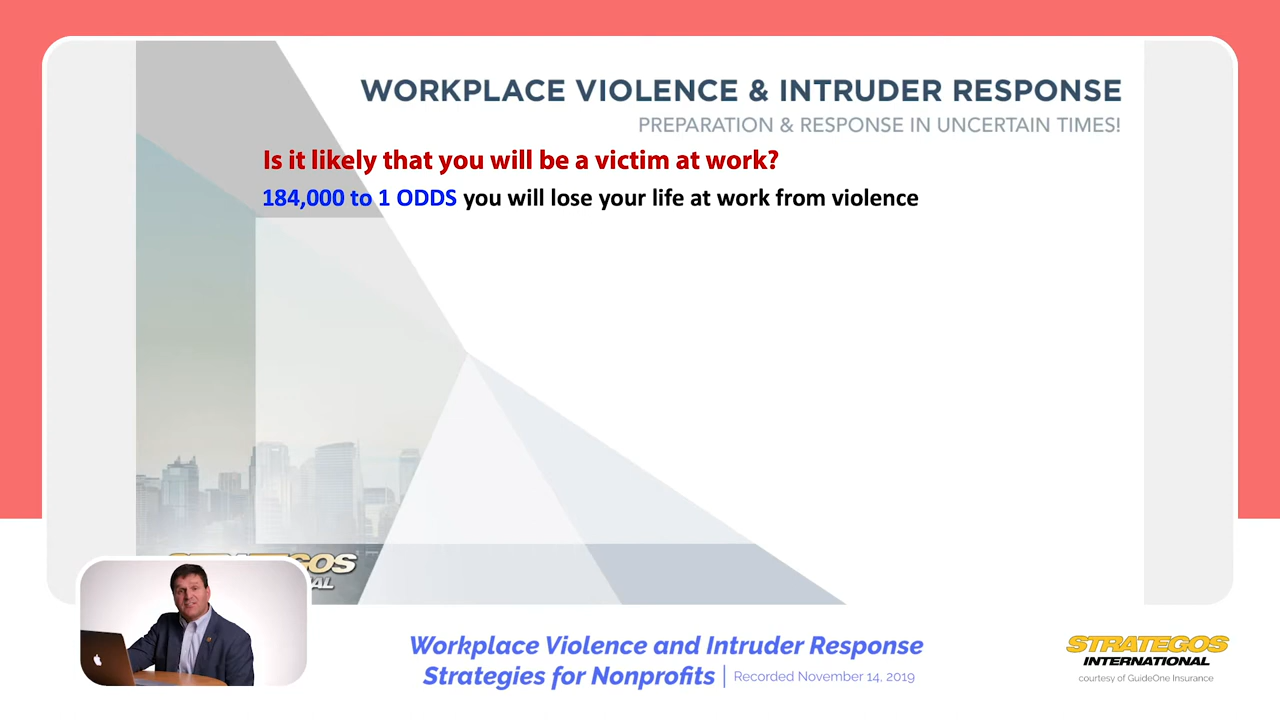 WORKPLACE VIOLENCE & INTRUDER RESPONSE
PREPARATION & RESPONSE IN UNCERTAIN TIMES!
Is it likely that you will be a victim at work?
184,000 to 1 ODDS you will lose your life at work from violence
Workplace Violence and Intruder Response
Strategies for Nonprofits | Recorded November 14, 2019
STRATEGOS
INTERNATIONAL
courtesy of GuideOne Insurance